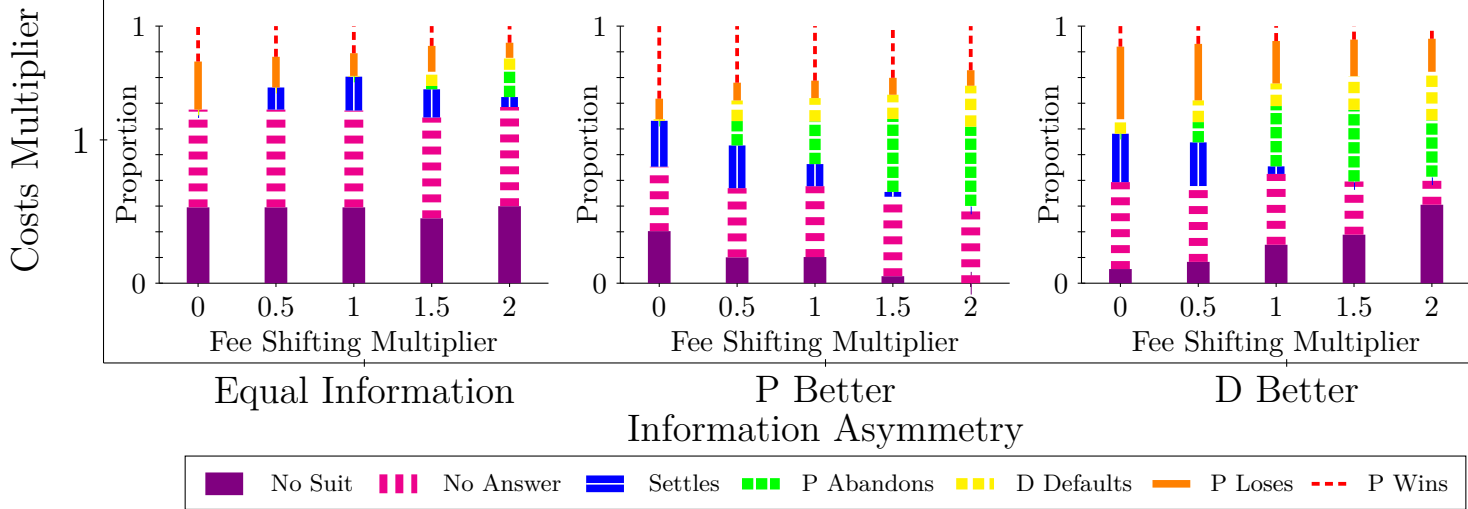 Costs Multiplier
1
Proportion
1
0
0 0.5 1 1.5 2
Fee Shifting Multiplier
Equal Information
Proportion
1
0
0 0.5 1 1.5 2
Fee Shifting Multiplier
P Better
Proportion
1
0
0 0.5 1 1.5 2
Fee Shifting Multiplier
D Better
Information Asymmetry
No Suit No Answer Settles P Abandons D Defaults P Loses P Wins